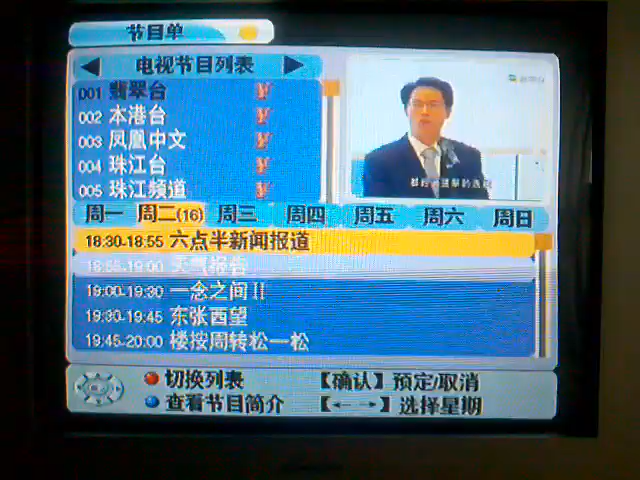 节目单
电视节目列表
001 翡翠台
002 本港台
003 凤凰中文
004 珠江台
005 珠江频道
周一 周二(16) 周三 周四 周五 周六 周日
18:30-18:55 六点半新闻报道
18:55-19:00 天气报告
19:00-19:30 一念之间II
19:30-19:45 东张西望
19:45-20:00 楼按周转松一松
切换列表 【确认】预定/取消
查看节目简介 【←→】选择星期